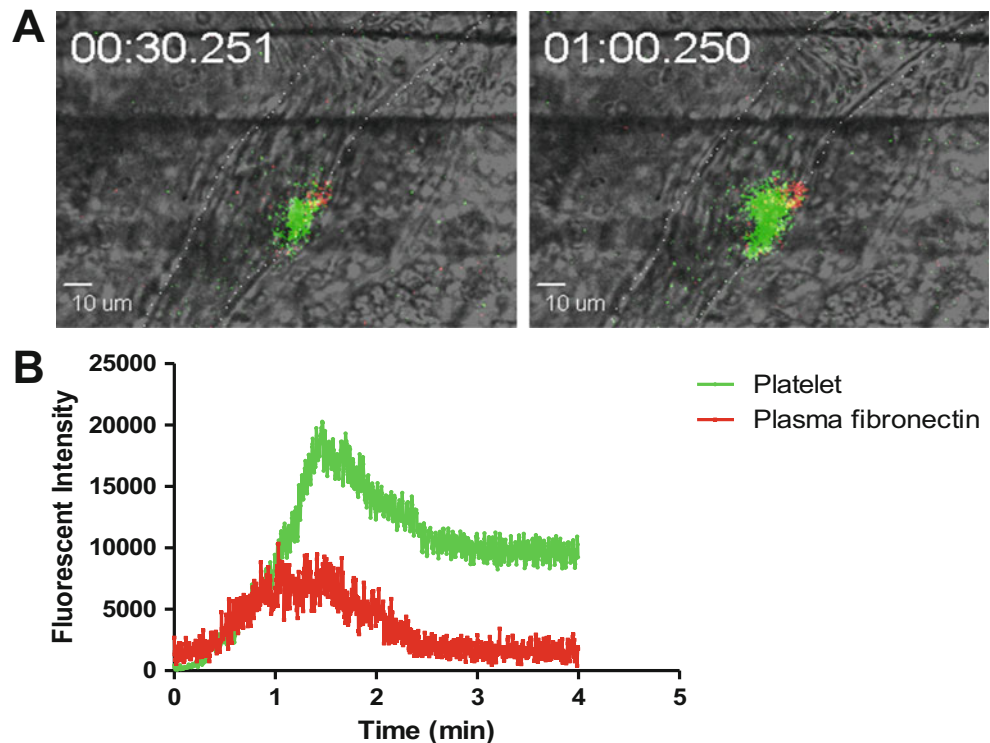 A
00:30.251
01:00.250
10 um
10 um
B
25000
20000
15000
10000
5000
0
Fluorescent Intensity
0 1 2 3 4 5
Time (min)
Platelet
Plasma fibronectin